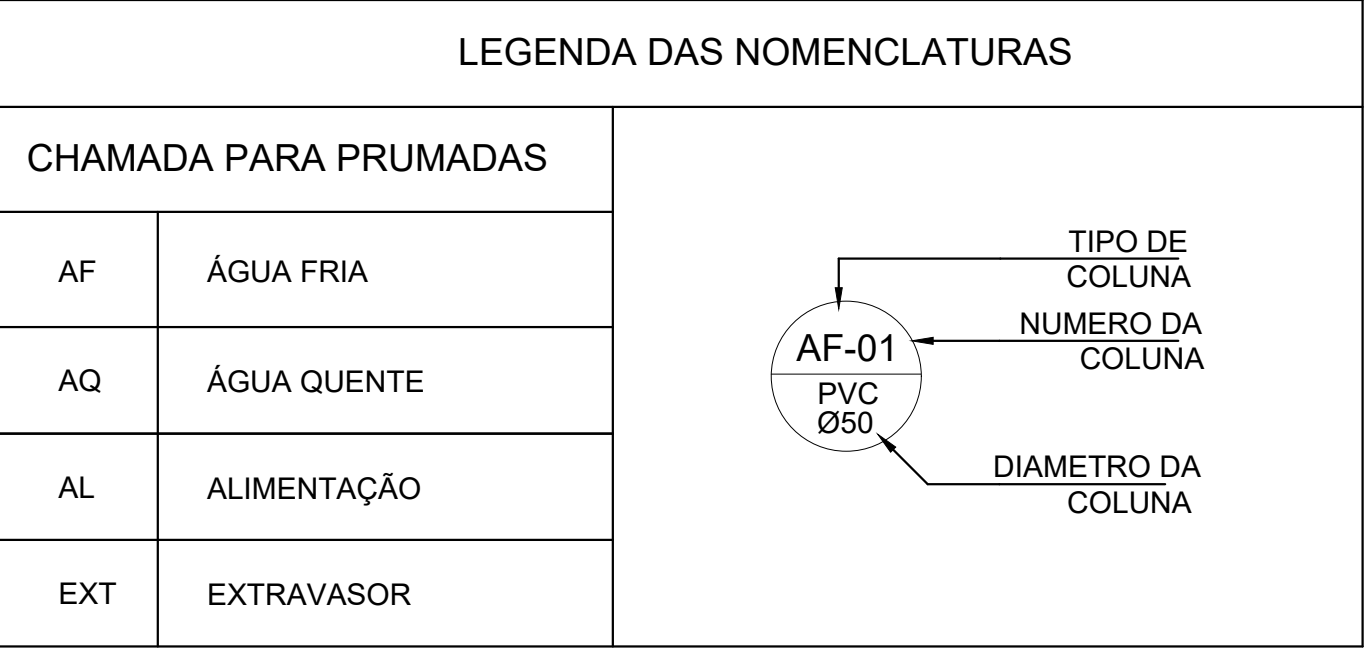 LEGENDA DAS NOMENCLATURAS
CHAMADA PARA PRUMADAS
AF ÁGUA FRIA
AQ ÁGUA QUENTE
AL ALIMENTAÇÃO
EXT EXTRAVASOR
TIPO DE
COLUNA
NUMERO DA
COLUNA
AF-01
PVC
Ø50
DIAMETRO DA
COLUNA